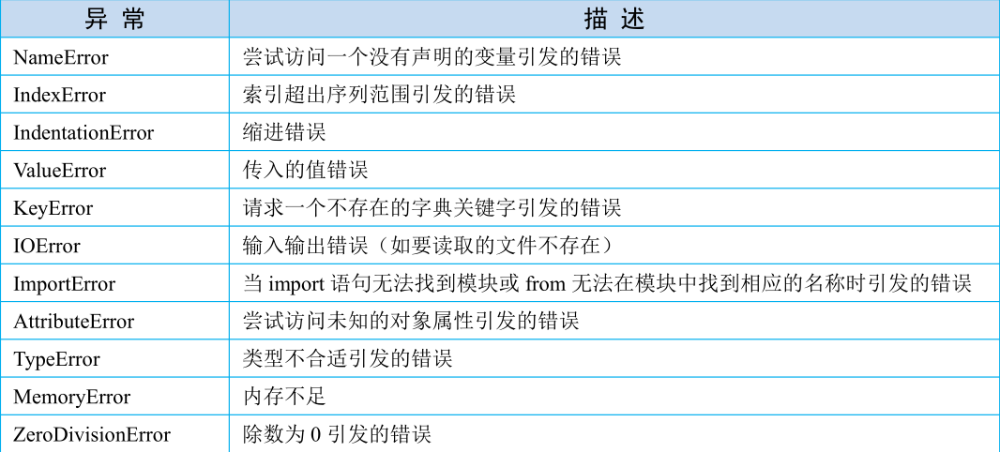 异常 描述
NameError 尝试访问一个没有声明的变量引发的错误
IndexError 索引超出序列范围引发的错误
IndentationError 缩进错误
ValueError 传入的值错误
KeyError 请求一个不存在的字典关键字引发的错误
IOError 输入输出错误（如要读取的文件不存在）
ImportError 当 import 语句无法找到模块或 from 无法在模块中找到相应的名称时引发的错误
AttributeError 尝试访问未知的对象属性引发的错误
TypeError 类型不合适引发的错误
MemoryError 内存不足
ZeroDivisionError 除数为 0 引发的错误